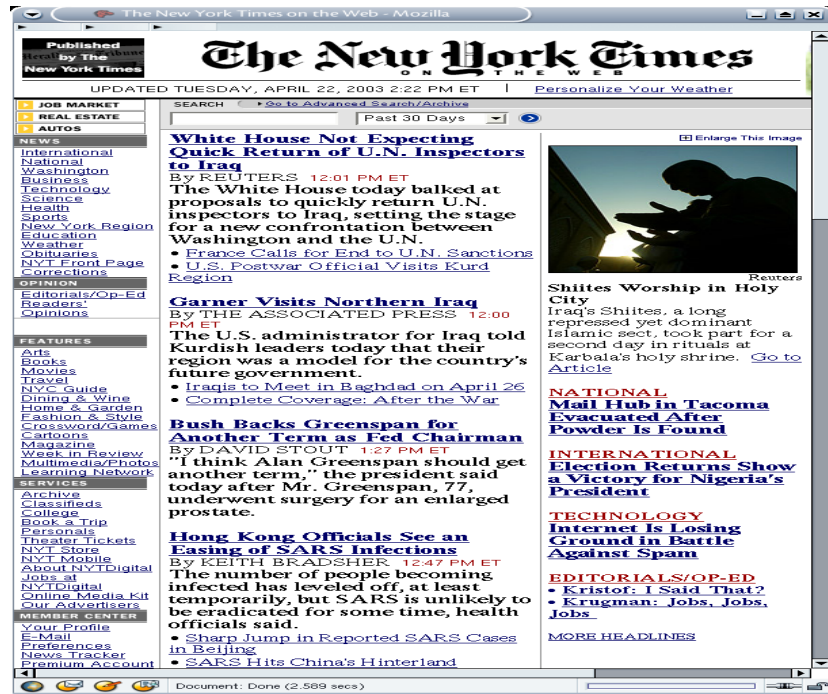 The New York Times on the Web - Mozilla
Published
by The
New York Times
The New York Times
ON THE WEB
UPDATED TUESDAY, APRIL 22, 2003 2:22 PM ET | Personalize Your Weather
JOB MARKET
REAL ESTATE
AUTOS
NEWS
International
National
Washington
Business
Technology
Science
Health
Sports
New York Region
Education
Weather
Obituaries
NYT Front Page
Corrections
OPINION
Editorials/Op-Ed
Readers'
Opinions
FEATURES
Arts
Books
Movies
Travel
NYC Guide
Dining & Wine
Home & Garden
Fashion & Style
Crossword/Games
Cartoons
Magazine
Week in Review
Multimedia/Photos
Learning Network
SERVICES
Archive
Classifieds
College
Book a Trip
Personals
Theater Tickets
NYT Store
NYT Mobile
About NYTDigital
Jobs at
NYTDigital
Online Media Kit
Our Advertisers
MEMBER CENTER
Your Profile
E-Mail
Preferences
News Tracker
Premium Account
SEARCH Go to Advanced Search/Archive
Past 30 Days
White House Not Expecting
Quick Return of U.N. Inspectors
to Iraq
By REUTERS 12:01 PM ET
The White House today balked at
proposals to quickly return U.N.
inspectors to Iraq, setting the stage
for a new confrontation between
Washington and the U.N.
• France Calls for End to U.N. Sanctions
• U.S. Postwar Official Visits Kurd
Region
Garner Visits Northern Iraq
By THE ASSOCIATED PRESS 12:00
PM ET
The U.S. administrator for Iraq told
Kurdish leaders today that their
region was a model for the country's
future government.
• Iraqis to Meet in Baghdad on April 26
• Complete Coverage: After the War
Bush Backs Greenspan for
Another Term as Fed Chairman
By DAVID STOUT 1:27 PM ET
"I think Alan Greenspan should get
another term," the president said
today after Mr. Greenspan, 77,
underwent surgery for an enlarged
prostate.
Hong Kong Officials See an
Easing of SARS Infections
By KEITH BRADSHER 12:47 PM ET
The number of people becoming
infected has leveled off, at least
temporarily, but SARS is unlikely to
be eradicated for some time, health
officials said.
• Sharp Jump in Reported SARS Cases
in Beijing
• SARS Hits China's Hinterland
Enlarge This Image
Reuters
Shiites Worship in Holy
City
Iraq's Shiites, a long
repressed yet dominant
Islamic sect, took part for a
second day in rituals at
Karbala's holy shrine. Go to
Article
NATIONAL
Mail Hub in Tacoma
Evacuated After
Powder Is Found
INTERNATIONAL
Election Returns Show
a Victory for Nigeria's
President
TECHNOLOGY
Internet Is Losing
Ground in Battle
Against Spam
EDITORIALS/OP-ED
• Kristof: I Said That?
• Krugman: Jobs, Jobs,
Jobs
MORE HEADLINES
Document: Done (2.589 secs)